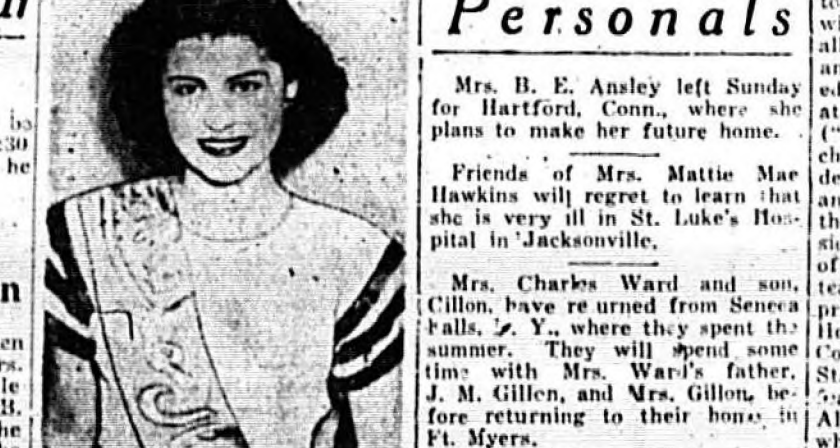 Personals
Mrs. B. E. Ansley left Sunday
for Hartford, Conn., where she
plans to make her future home.
Friends of Mrs. Mattie Mae
Hawkins will regret to learn that
she is very ill in St. Luke's Hos-
pital in Jacksonville.
Mrs. Charles Ward and son,
Cillon, have re urned from Seneca
Falls, N. Y., where they spent the
summer. They will spend some
time with Mrs. Ward's father,
J. M. Gillen, and Mrs. Gillon, be-
fore returning to their home in
Ft. Myers.